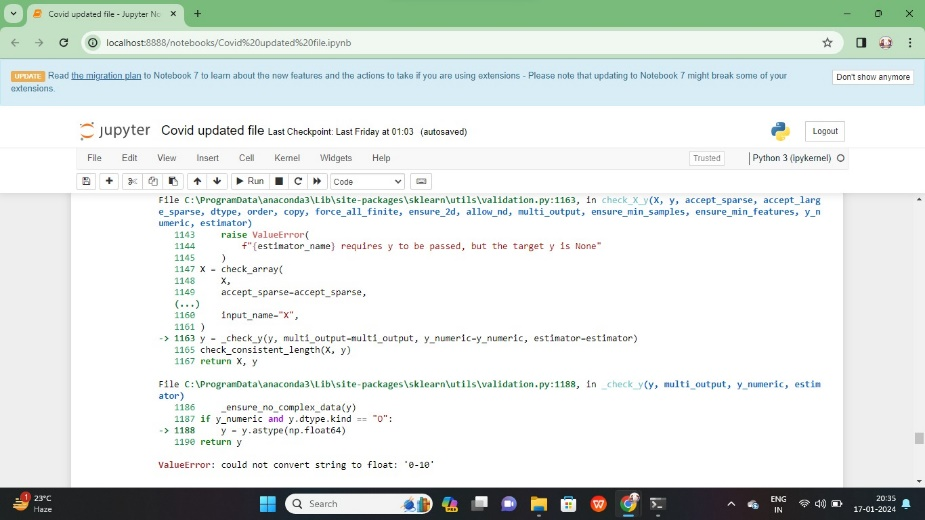 Covid updated file - Jupyter No
localhost:8888/notebooks/Covid%20updated%20file.ipynb
UPDATE Read the migration plan to Notebook 7 to learn about the new features and the actions to take if you are using extensions - Please note that updating to Notebook 7 might break some of your
extensions.
Don't show anymore
jupyter Covid updated file Last Checkpoint: Last Friday at 01:03 (autosaved)
Logout
File Edit View Insert Cell Kernel Widgets Help
Trusted
Python 3 (ipykernel)
Run
Code
File C:\ProgramData\anaconda3\Lib\site-packages\sklearn\utils\validation.py:1163, in check_X_y(X, y, accept_sparse, accept_larg
e_sparse, dtype, order, copy, force_all_finite, ensure_2d, allow_nd, multi_output, ensure_min_samples, ensure_min_features, y_n
umeric, estimator)
1143 raise ValueError(
1144 f"{estimator_name} requires y to be passed, but the target y is None"
1145 )
1147 X = check_array(
1148 X,
1149 accept_sparse=accept_sparse,
(...)
1160 input_name="X",
1161 )
-> 1163 y = _check_y(y, multi_output=multi_output, y_numeric=y_numeric, estimator=estimator)
1165 check_consistent_length(X, y)
1167 return X, y
File C:\ProgramData\anaconda3\Lib\site-packages\sklearn\utils\validation.py:1188, in _check_y(y, multi_output, y_numeric, estim
ator)
1186 _ensure_no_complex_data(y)
1187 if y_numeric and y.dtype.kind == "O":
-> 1188 y = y.astype(np.float64)
1190 return y
ValueError: could not convert string to float: '0-10'
1
23°C
Haze
Search
ENG
IN
20:35
17-01-2024